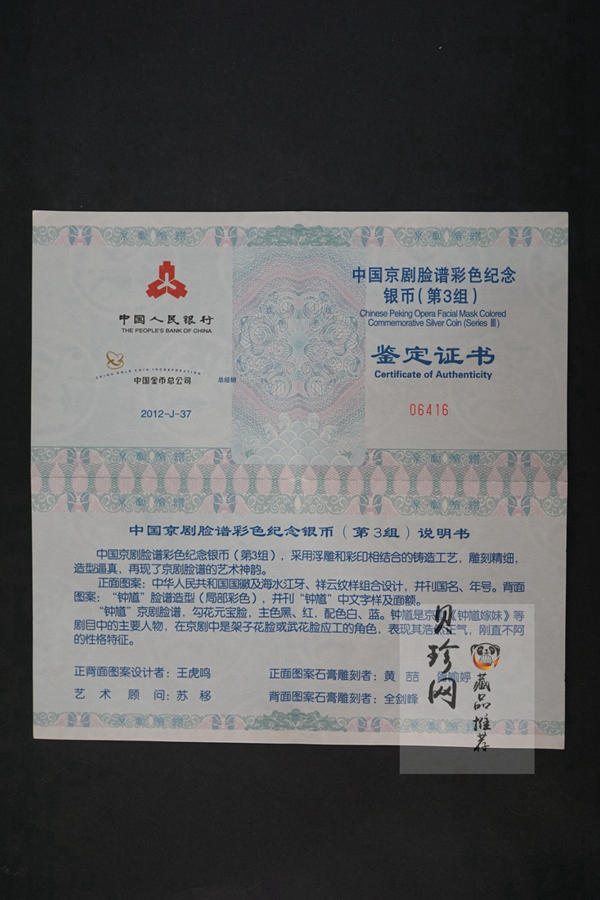 中国人民银行
THE PEOPLE'S BANK OF CHINA
CHINA GOLD COIN INCORPORATION
中国金币总公司
总经销
2012-J-37
中国京剧脸谱彩色纪念
银币(第3组)
Chinese Peking Opera Facial Mask Colored
Commemorative Silver Coin (Series Ⅲ)
鉴定证书
Certificate of Authenticity
06416
中国京剧脸谱彩色纪念银币(第3组)说明书
中国京剧脸谱彩色纪念银币(第3组),采用浮雕和彩印相结合的铸造工艺,雕刻精细,
造型逼真,再现了京剧脸谱的艺术神韵。
正面图案:中华人民共和国国徽及海水江牙、祥云纹样组合设计,并刊国名、年号。背面
图案:“钟馗”脸谱造型(局部彩色),并刊“钟馗”中文字样及面额。
“钟馗”京剧脸谱,勾花元宝脸,主色黑、红,配色白、蓝。钟馗是京《钟馗嫁妹》等
剧目中的主要人物,在京剧中是架子花脸或武花脸应工的角色,表现其浩然正气,刚直不阿
的性格特征。
正背面图案设计者:王虎鸣
正面图案石膏雕刻者:黄喆 喻婷
艺术顾问:苏移
背面图案石膏雕刻者:全剑峰
贝珍网
藏品推荐